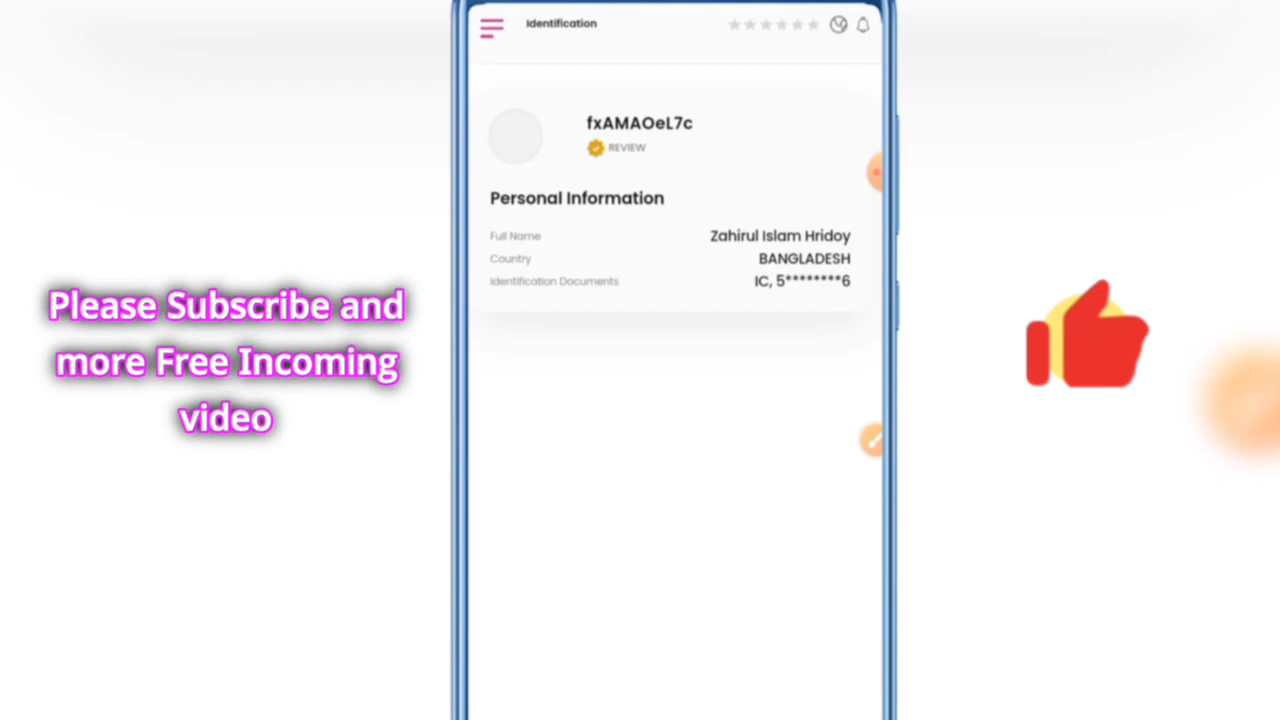 Identification
fxAMAOeL7c
REVIEW
Personal Information
Full Name Zahirul Islam Hridoy
Country BANGLADESH
Identification Documents IC, 5********6
Please Subscribe and
more Free Incoming
video